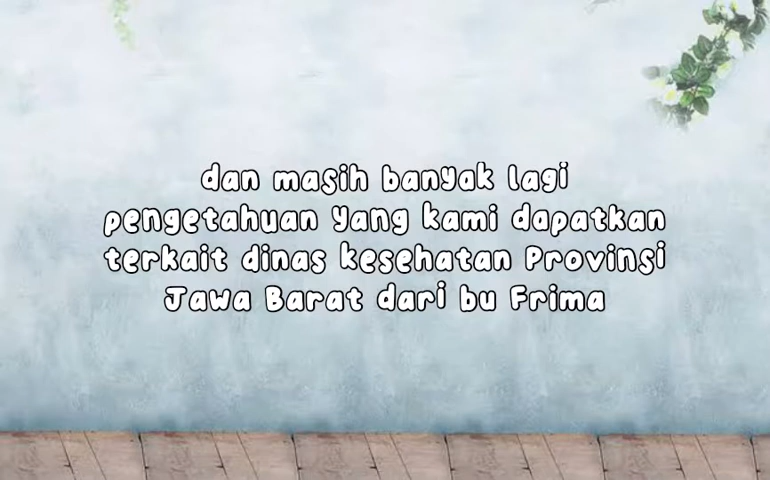 dan masih banyak lagi
pengetahuan yang kami dapatkan
terkait dinas kesehatan Provinsi
Jawa Barat dari bu Frima